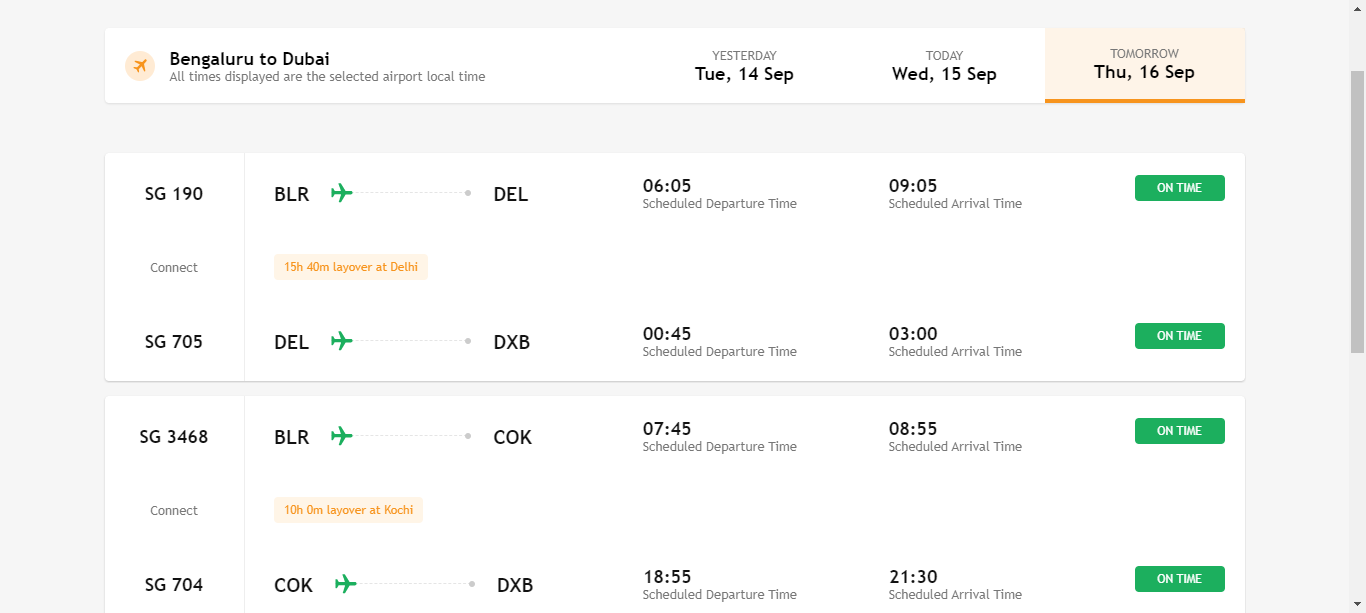 Bengaluru to Dubai
All times displayed are the selected airport local time
YESTERDAY
Tue, 14 Sep
TODAY
Wed, 15 Sep
TOMORROW
Thu, 16 Sep
SG 190
BLR
DEL
06:05
Scheduled Departure Time
09:05
Scheduled Arrival Time
ON TIME
Connect
15h 40m layover at Delhi
SG 705
DEL
DXB
00:45
Scheduled Departure Time
03:00
Scheduled Arrival Time
ON TIME
SG 3468
BLR
COK
07:45
Scheduled Departure Time
08:55
Scheduled Arrival Time
ON TIME
Connect
10h 0m layover at Kochi
SG 704
COK
DXB
18:55
Scheduled Departure Time
21:30
Scheduled Arrival Time
ON TIME